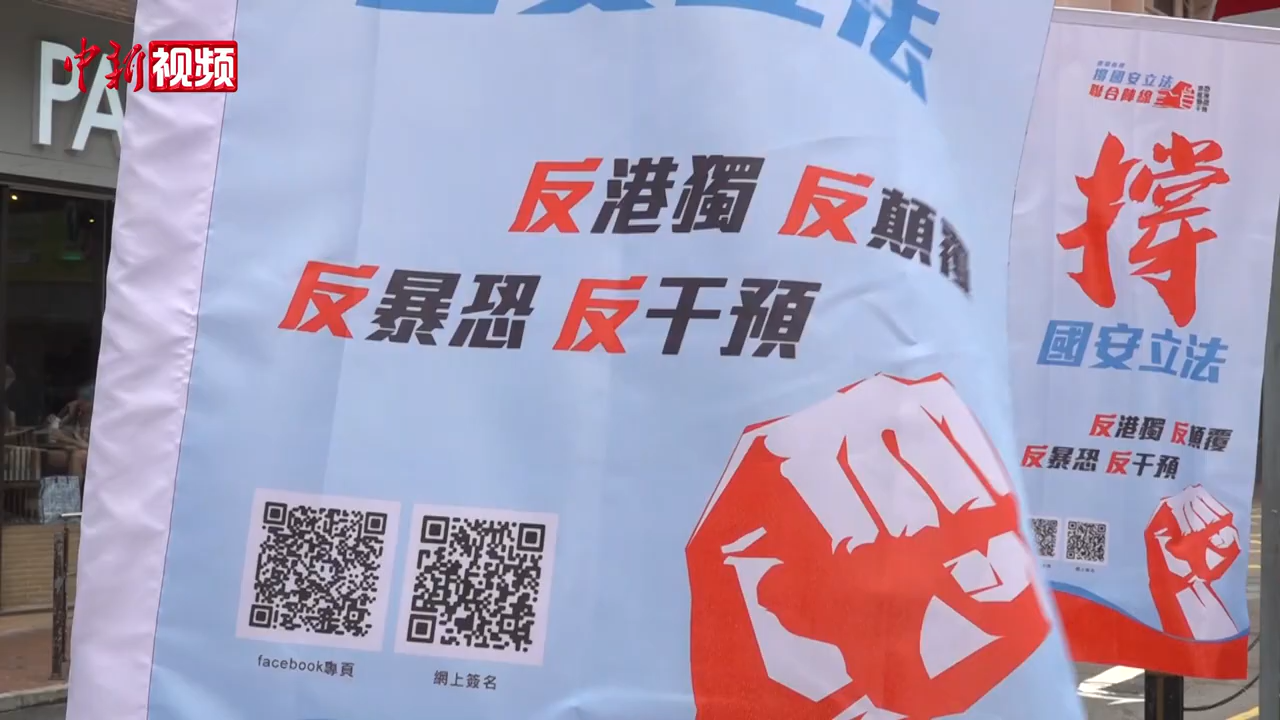 中新视频
PA
國安立法
反港獨 反顛覆
反暴恐 反干預
facebook專頁
網上簽名
撐國安立法
聯合陣線
撐
國安立法
反港獨 反顛覆
反暴恐 反干預